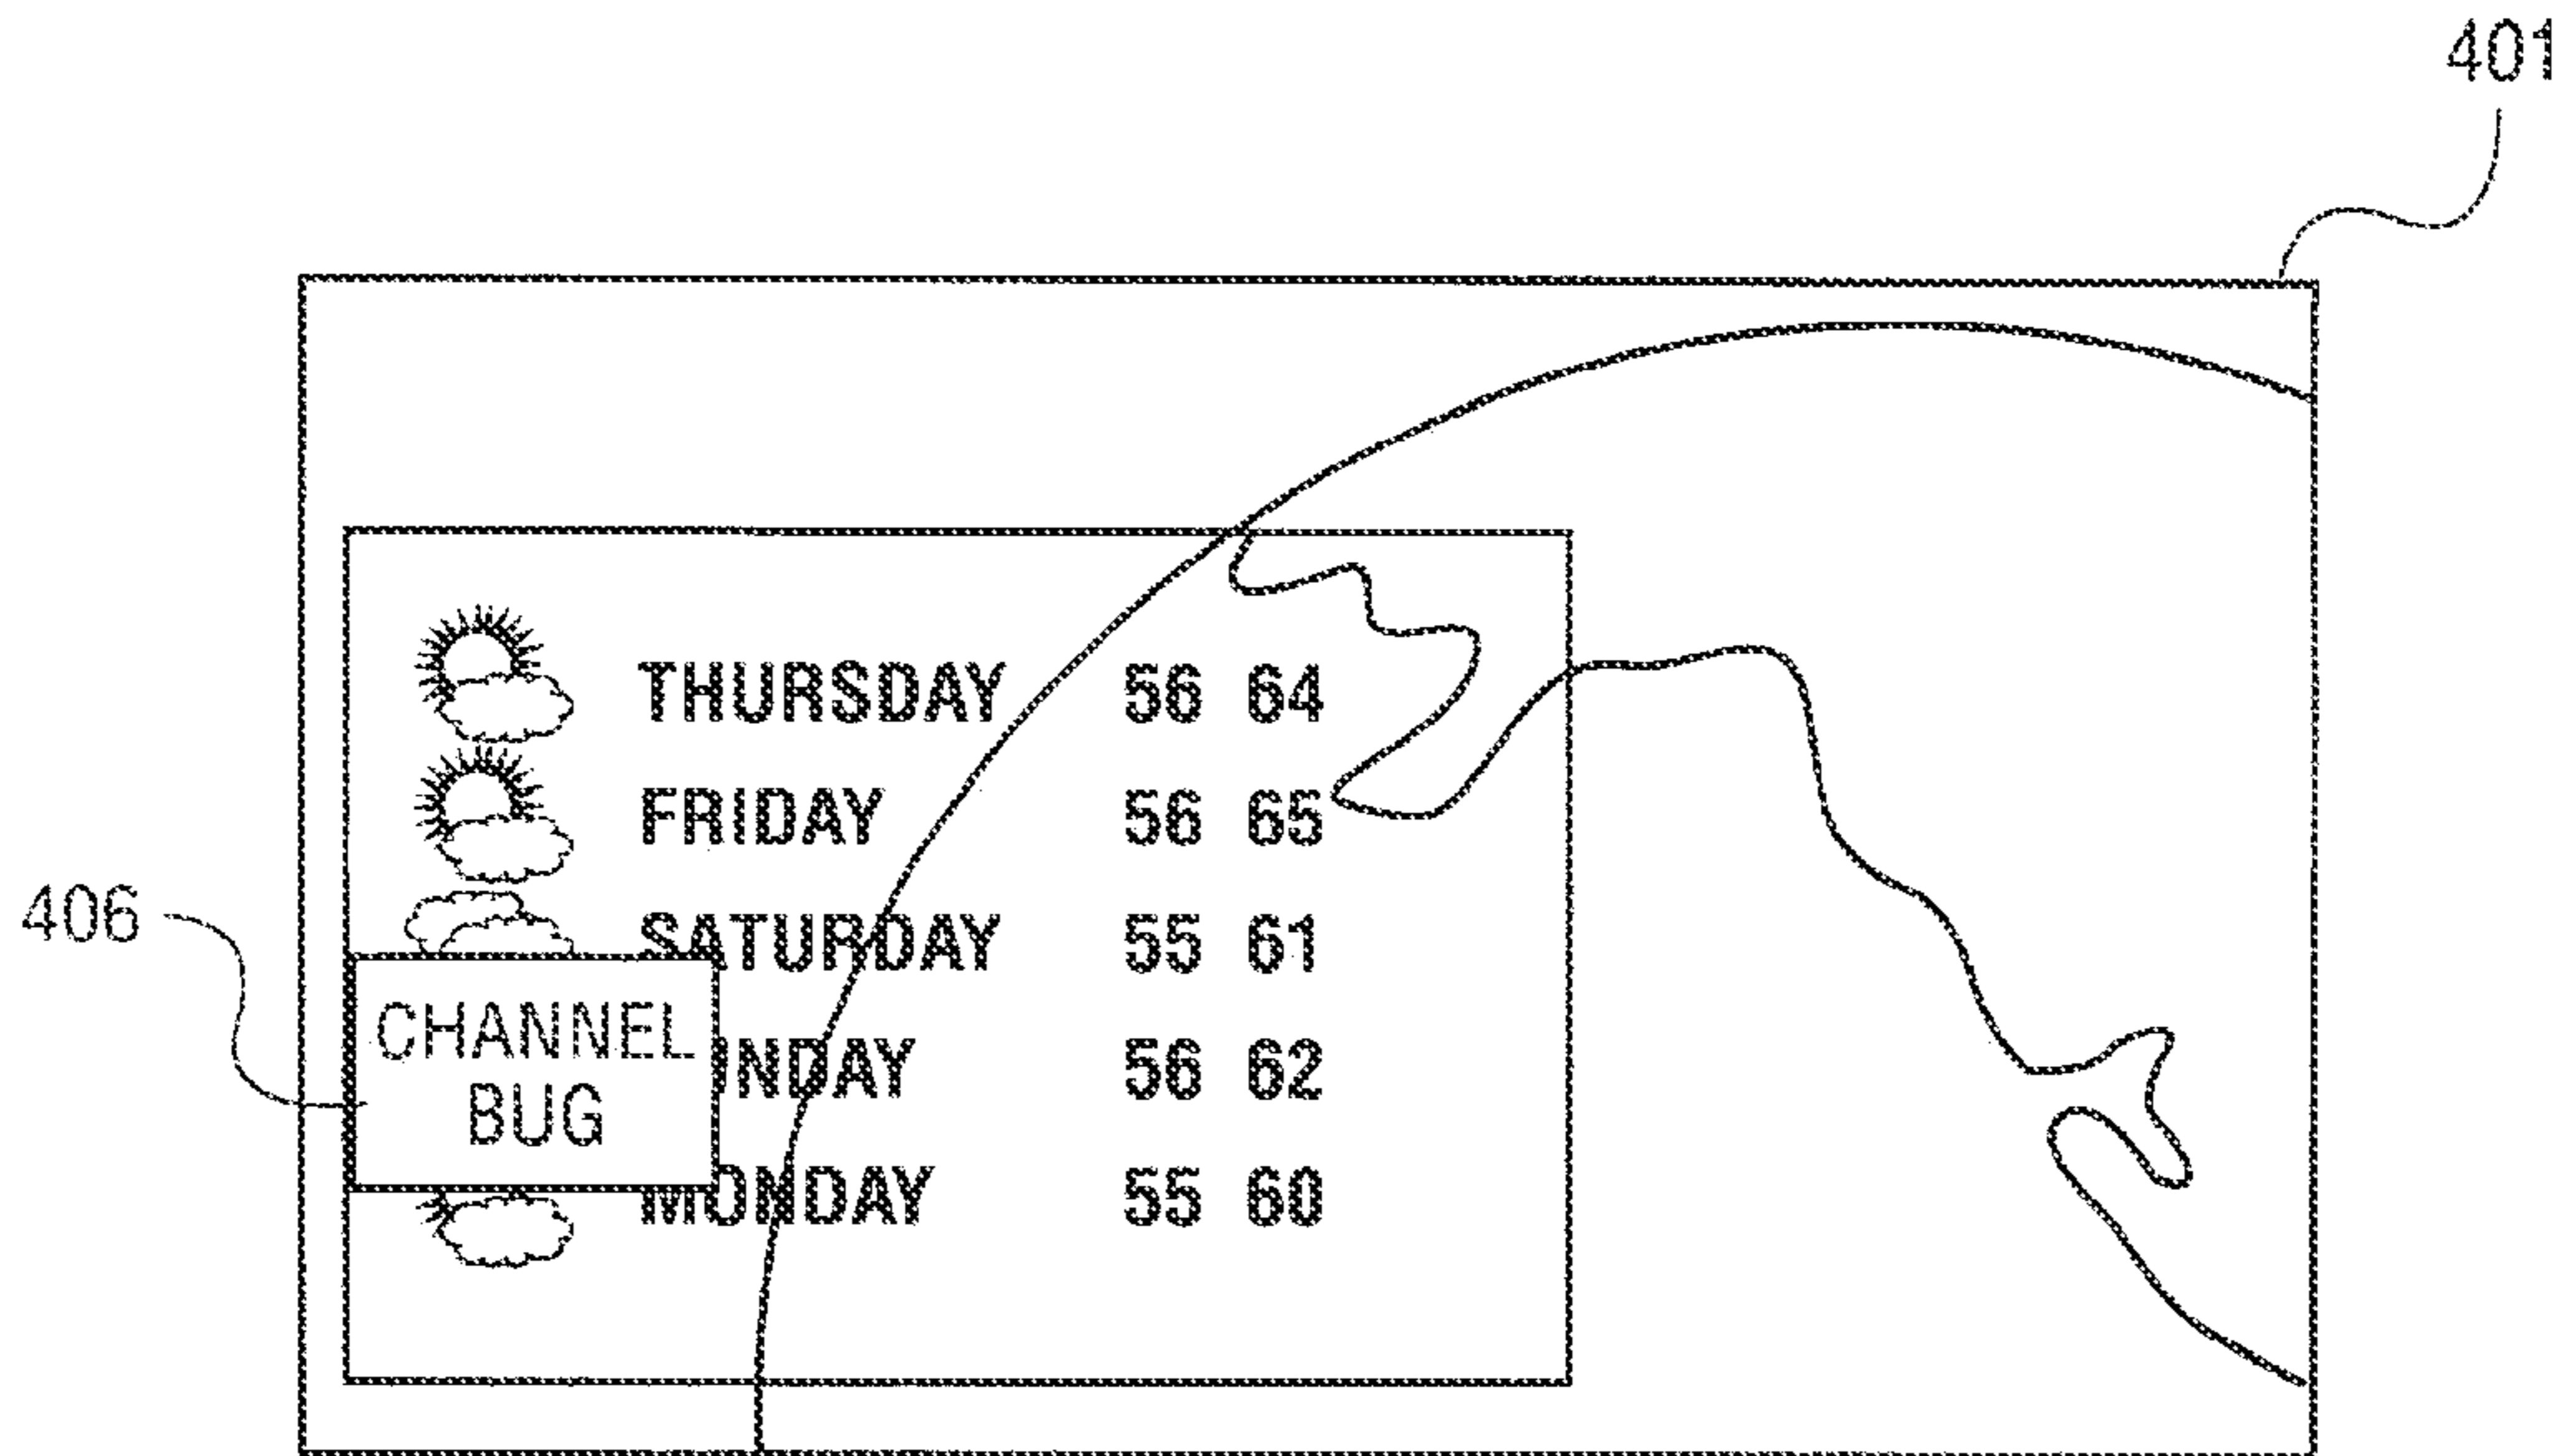 401
THURSDAY 56 64
FRIDAY 56 65
406
SATURDAY 55 61
CHANNEL
BUG
NDAY 56 62
MONDAY 55 60